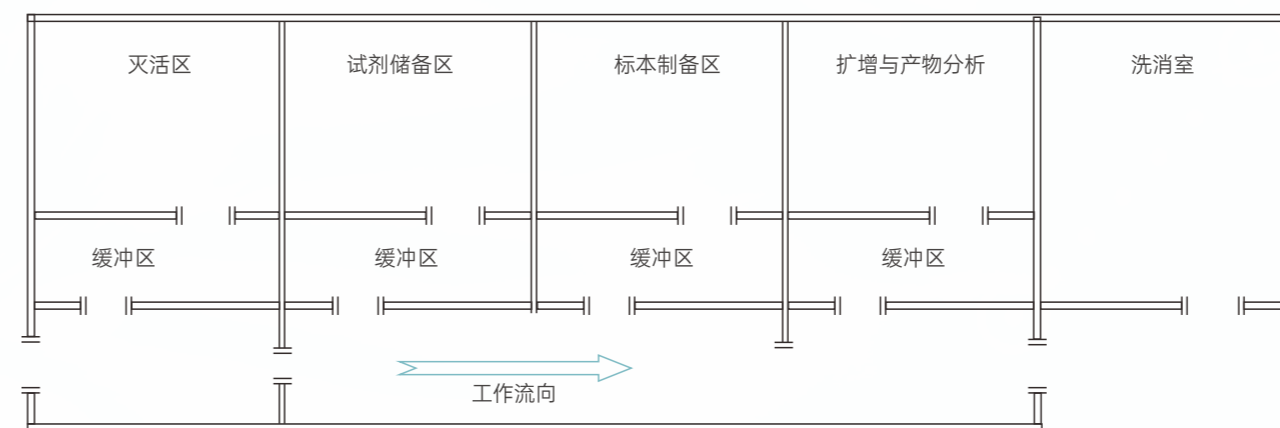 灭活区
试剂储备区
标本制备区
扩增与产物分析
洗消室
缓冲区
缓冲区
缓冲区
缓冲区
工作流向